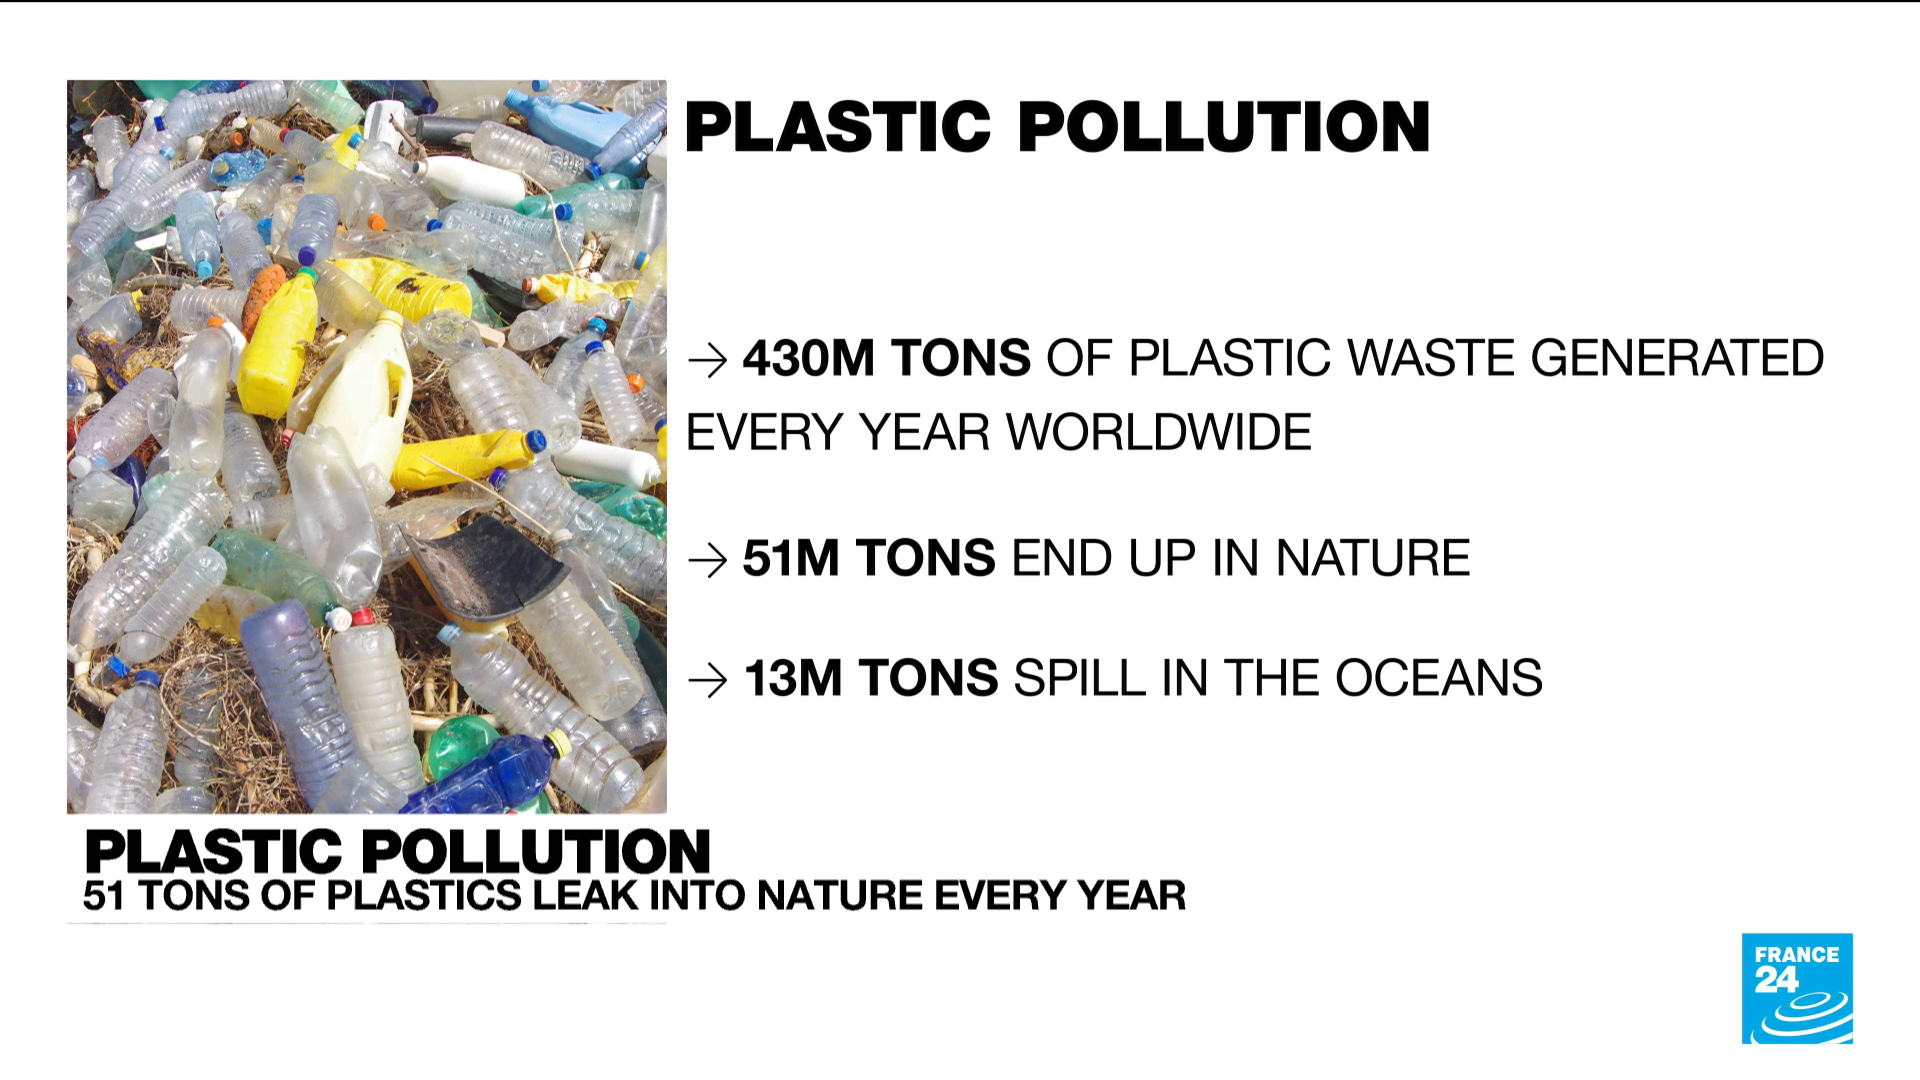 PLASTIC POLLUTION
→ 430M TONS OF PLASTIC WASTE GENERATED
EVERY YEAR WORLDWIDE
→ 51M TONS END UP IN NATURE
→ 13M TONS SPILL IN THE OCEANS
PLASTIC POLLUTION
51 TONS OF PLASTICS LEAK INTO NATURE EVERY YEAR
FRANCE
24